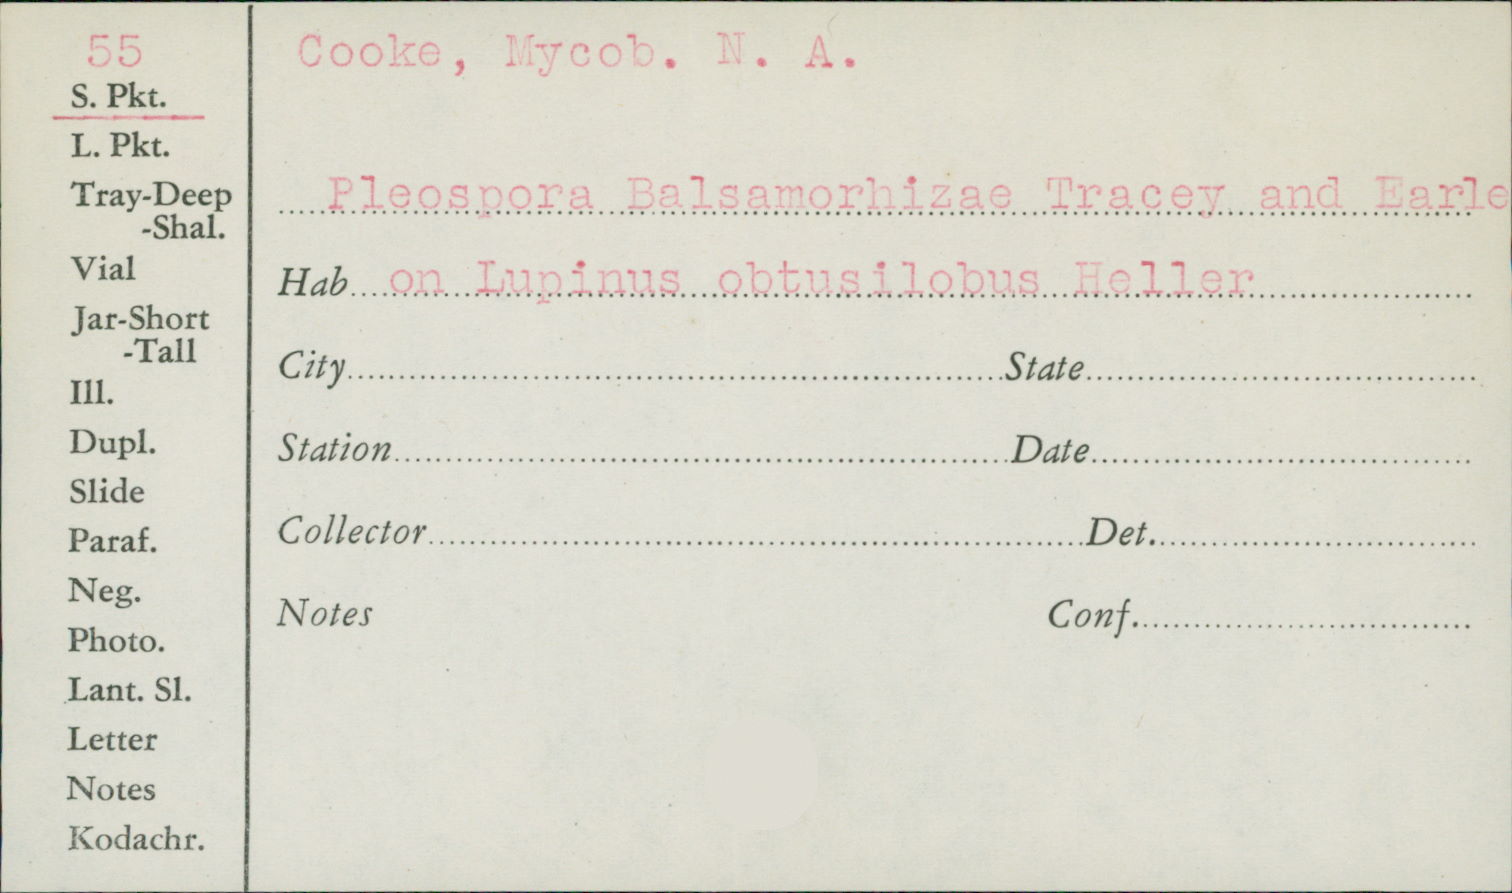 55
S. Pkt.
L. Pkt.
Tray-Deep
-Shal.
Vial
Jar-Short
-Tall
Ill.
Dupl.
Slide
Paraf.
Neg.
Photo.
Lant. Sl.
Letter
Notes
Kodachr.
Cooke, Mycob. N. A.
Pleospora Balsamorhizae Tracey and Earle
Hab on Lupinus obtusilobus Heller
City State
Station Date
Collector Det.
Notes Conf.